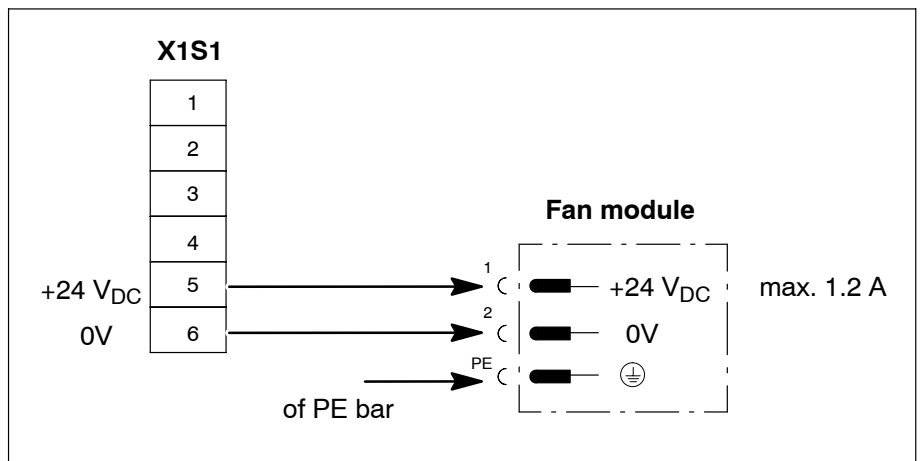 X1S1
1
2
3
4
+24 VDC 5
0V 6
Fan module
1 +24 VDC max. 1.2 A
2 0V
PE
of PE bar